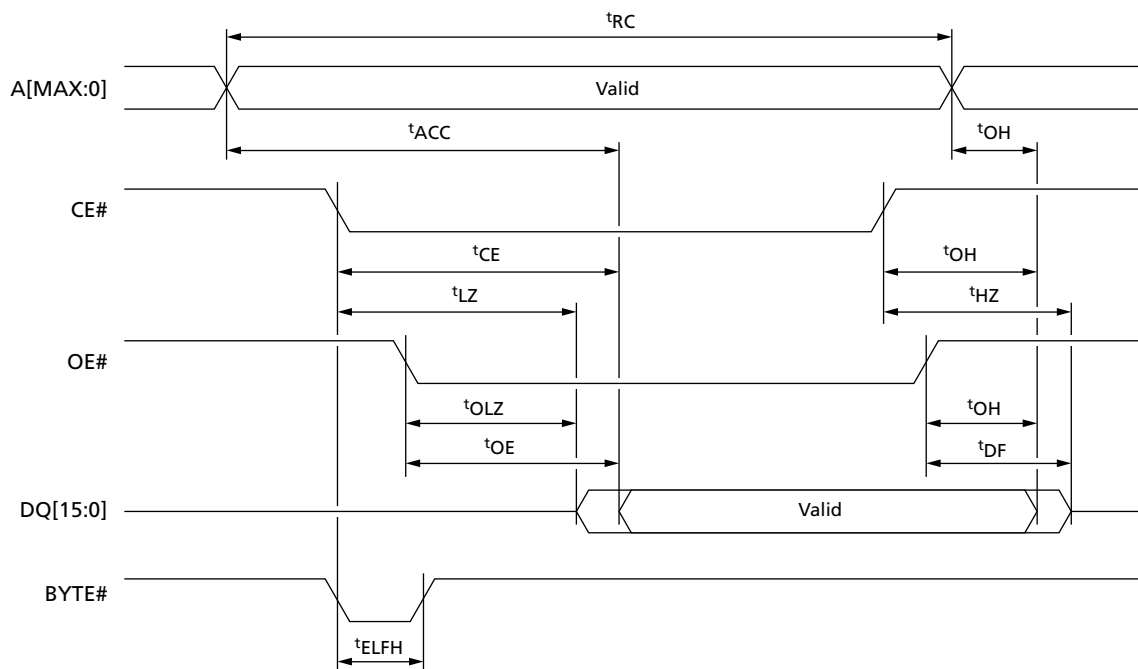 tRC
A[MAX:0]
Valid
tACC
tOH
CE#
tCE
tOH
tLZ
tHZ
OE#
tOLZ
tOH
tOE
tDF
DQ[15:0]
Valid
BYTE#
tELFH